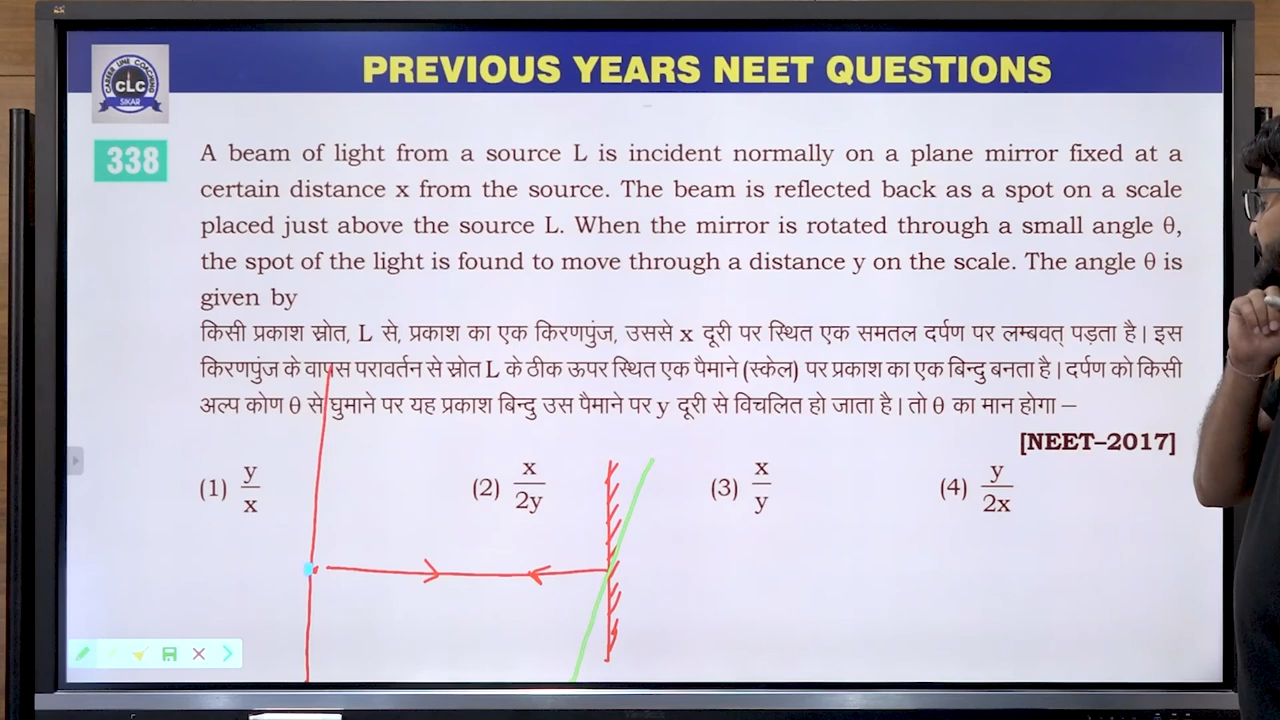 PREVIOUS YEARS NEET QUESTIONS
CAREER LINE COACHING
CLC
SIKAR
338
A beam of light from a source L is incident normally on a plane mirror fixed at a
certain distance x from the source. The beam is reflected back as a spot on a scale
placed just above the source L. When the mirror is rotated through a small angle θ,
the spot of the light is found to move through a distance y on the scale. The angle θ is
given by
किसी प्रकाश स्रोत, L से, प्रकाश का एक किरणपुंज, उससे x दूरी पर स्थित एक समतल दर्पण पर लम्बवत् पड़ता है। इस
किरणपुंज के वापस परावर्तन से स्रोत L के ठीक ऊपर स्थित एक पैमाने (स्केल) पर प्रकाश का एक बिन्दु बनता है। दर्पण को किसी
अल्प कोण θ से घुमाने पर यह प्रकाश बिन्दु उस पैमाने पर y दूरी से विचलित हो जाता है। तो θ का मान होगा –
[NEET–2017]
(1) y/x (2) x/2y (3) x/y (4) y/2x